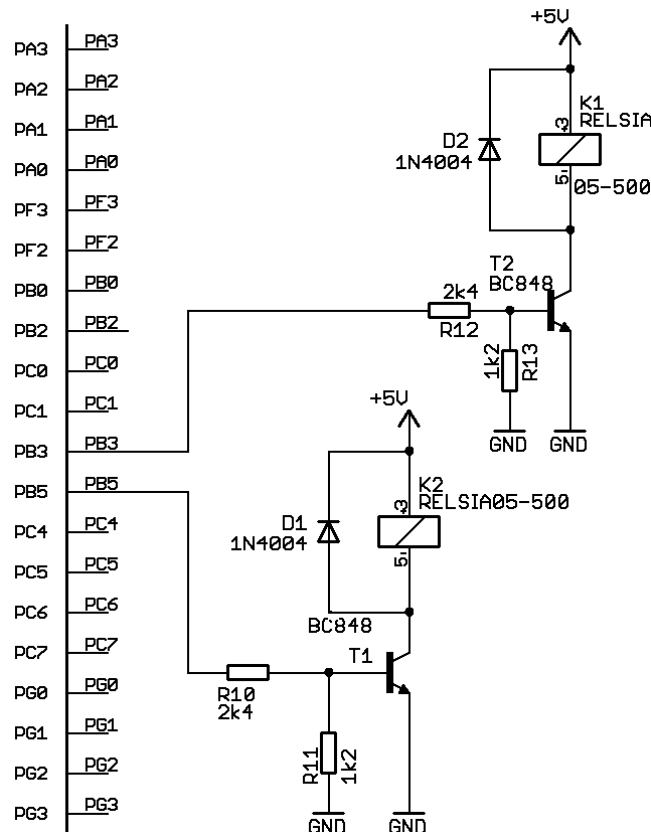 +5V
PA3 PA3
PA2 PA2
PA1 PA1
PA0 PA0
PF3 PF3
PF2 PF2
PB0 PB0
PB2 PB2
PC0 PC0
PC1 PC1
PB3 PB3
PB5 PB5
PC4 PC4
PC5 PC5
PC6 PC6
PC7 PC7
PG0 PG0
PG1 PG1
PG2 PG2
PG3 PG3
D2
1N4004
3
5
K1
RELSIA
05-500
T2
BC848
2k4
R12
1k2
R13
GND
GND
+5V
D1
1N4004
3
5
K2
RELSIA05-500
BC848
T1
R10
2k4
R11
1k2
GND
GND